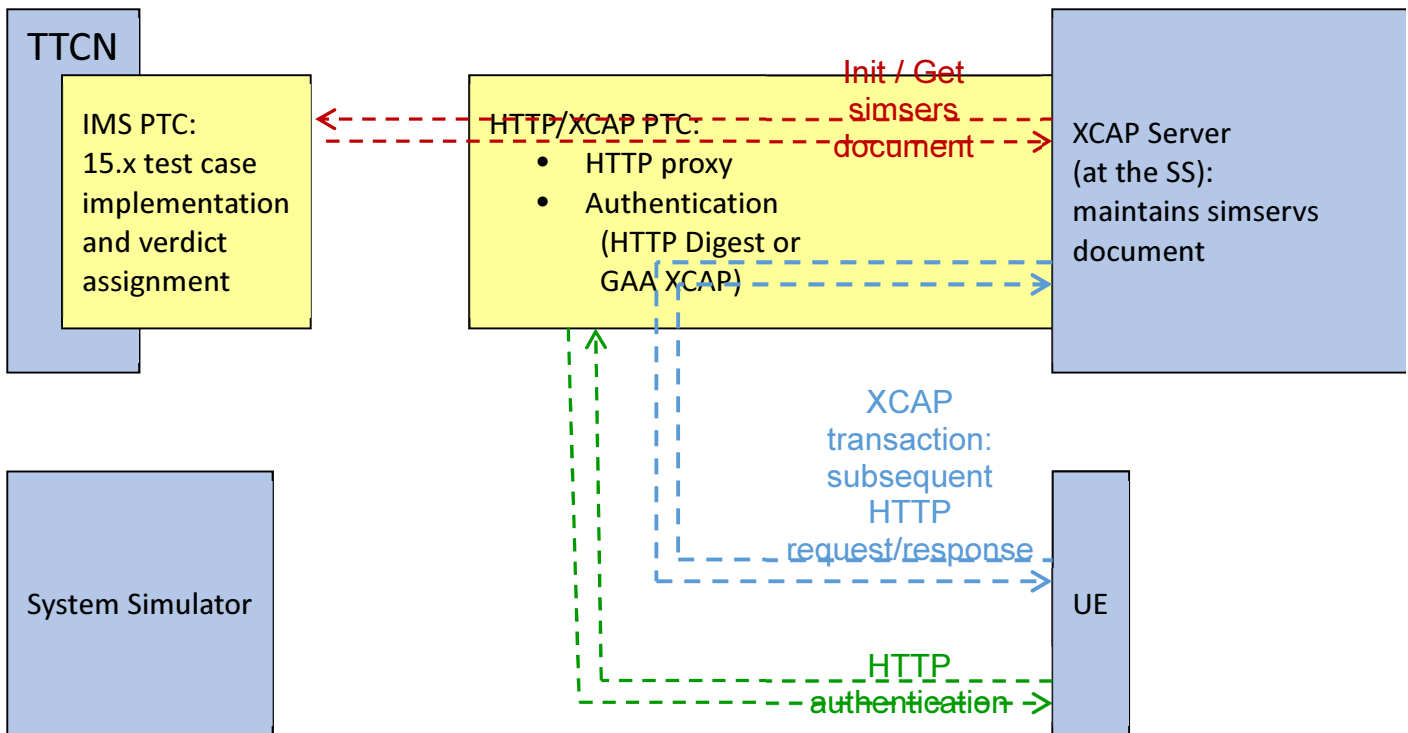 TTCN
IMS PTC:
15.x test case
implementation
and verdict
assignment
HTTP/XCAP PTC:
• HTTP proxy
• Authentication
(HTTP Digest or
GAA XCAP)
Init / Get
simsers
document
XCAP Server
(at the SS):
maintains simservs
document
XCAP
transaction:
subsequent
HTTP
request/response
System Simulator
UE
HTTP
authentication